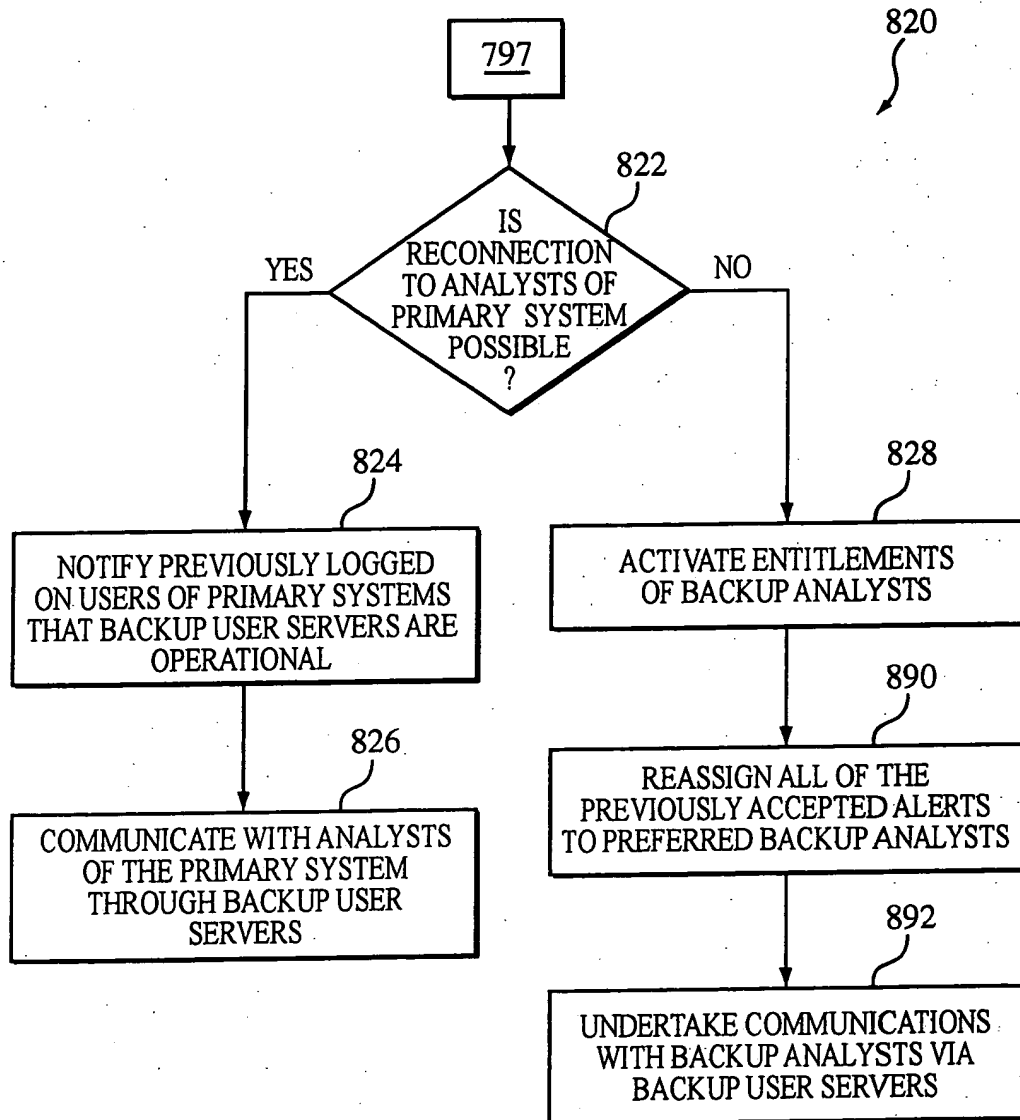 820
797
822
IS
RECONNECTION
TO ANALYSTS OF
PRIMARY SYSTEM
POSSIBLE
?
YES
NO
824
NOTIFY PREVIOUSLY LOGGED
ON USERS OF PRIMARY SYSTEMS
THAT BACKUP USER SERVERS ARE
OPERATIONAL
826
COMMUNICATE WITH ANALYSTS
OF THE PRIMARY SYSTEM
THROUGH BACKUP USER
SERVERS
828
ACTIVATE ENTITLEMENTS
OF BACKUP ANALYSTS
890
REASSIGN ALL OF THE
PREVIOUSLY ACCEPTED ALERTS
TO PREFERRED BACKUP ANALYSTS
892
UNDERTAKE COMMUNICATIONS
WITH BACKUP ANALYSTS VIA
BACKUP USER SERVERS